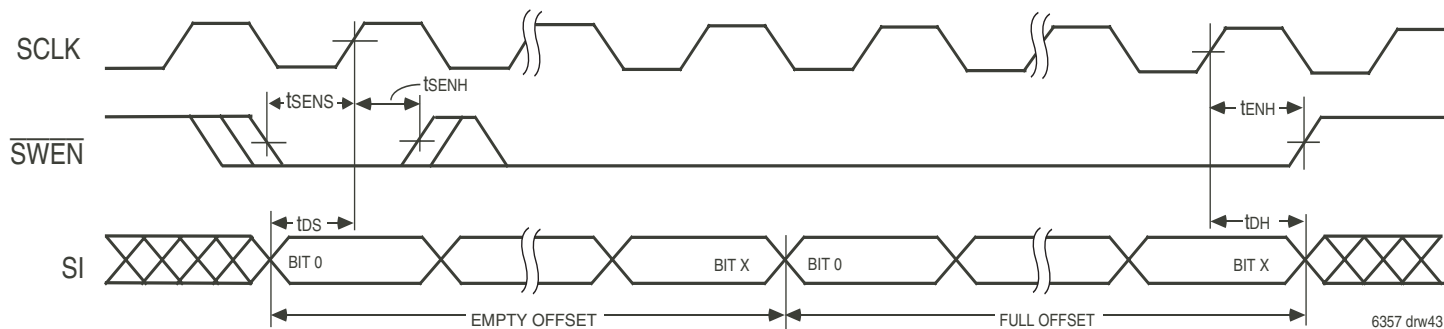 SCLK
tSENH
tSENS
tENH
SWEN
tDS
tDH
SI
BIT 0
BIT X
BIT 0
BIT X
EMPTY OFFSET
FULL OFFSET
6357 drw43